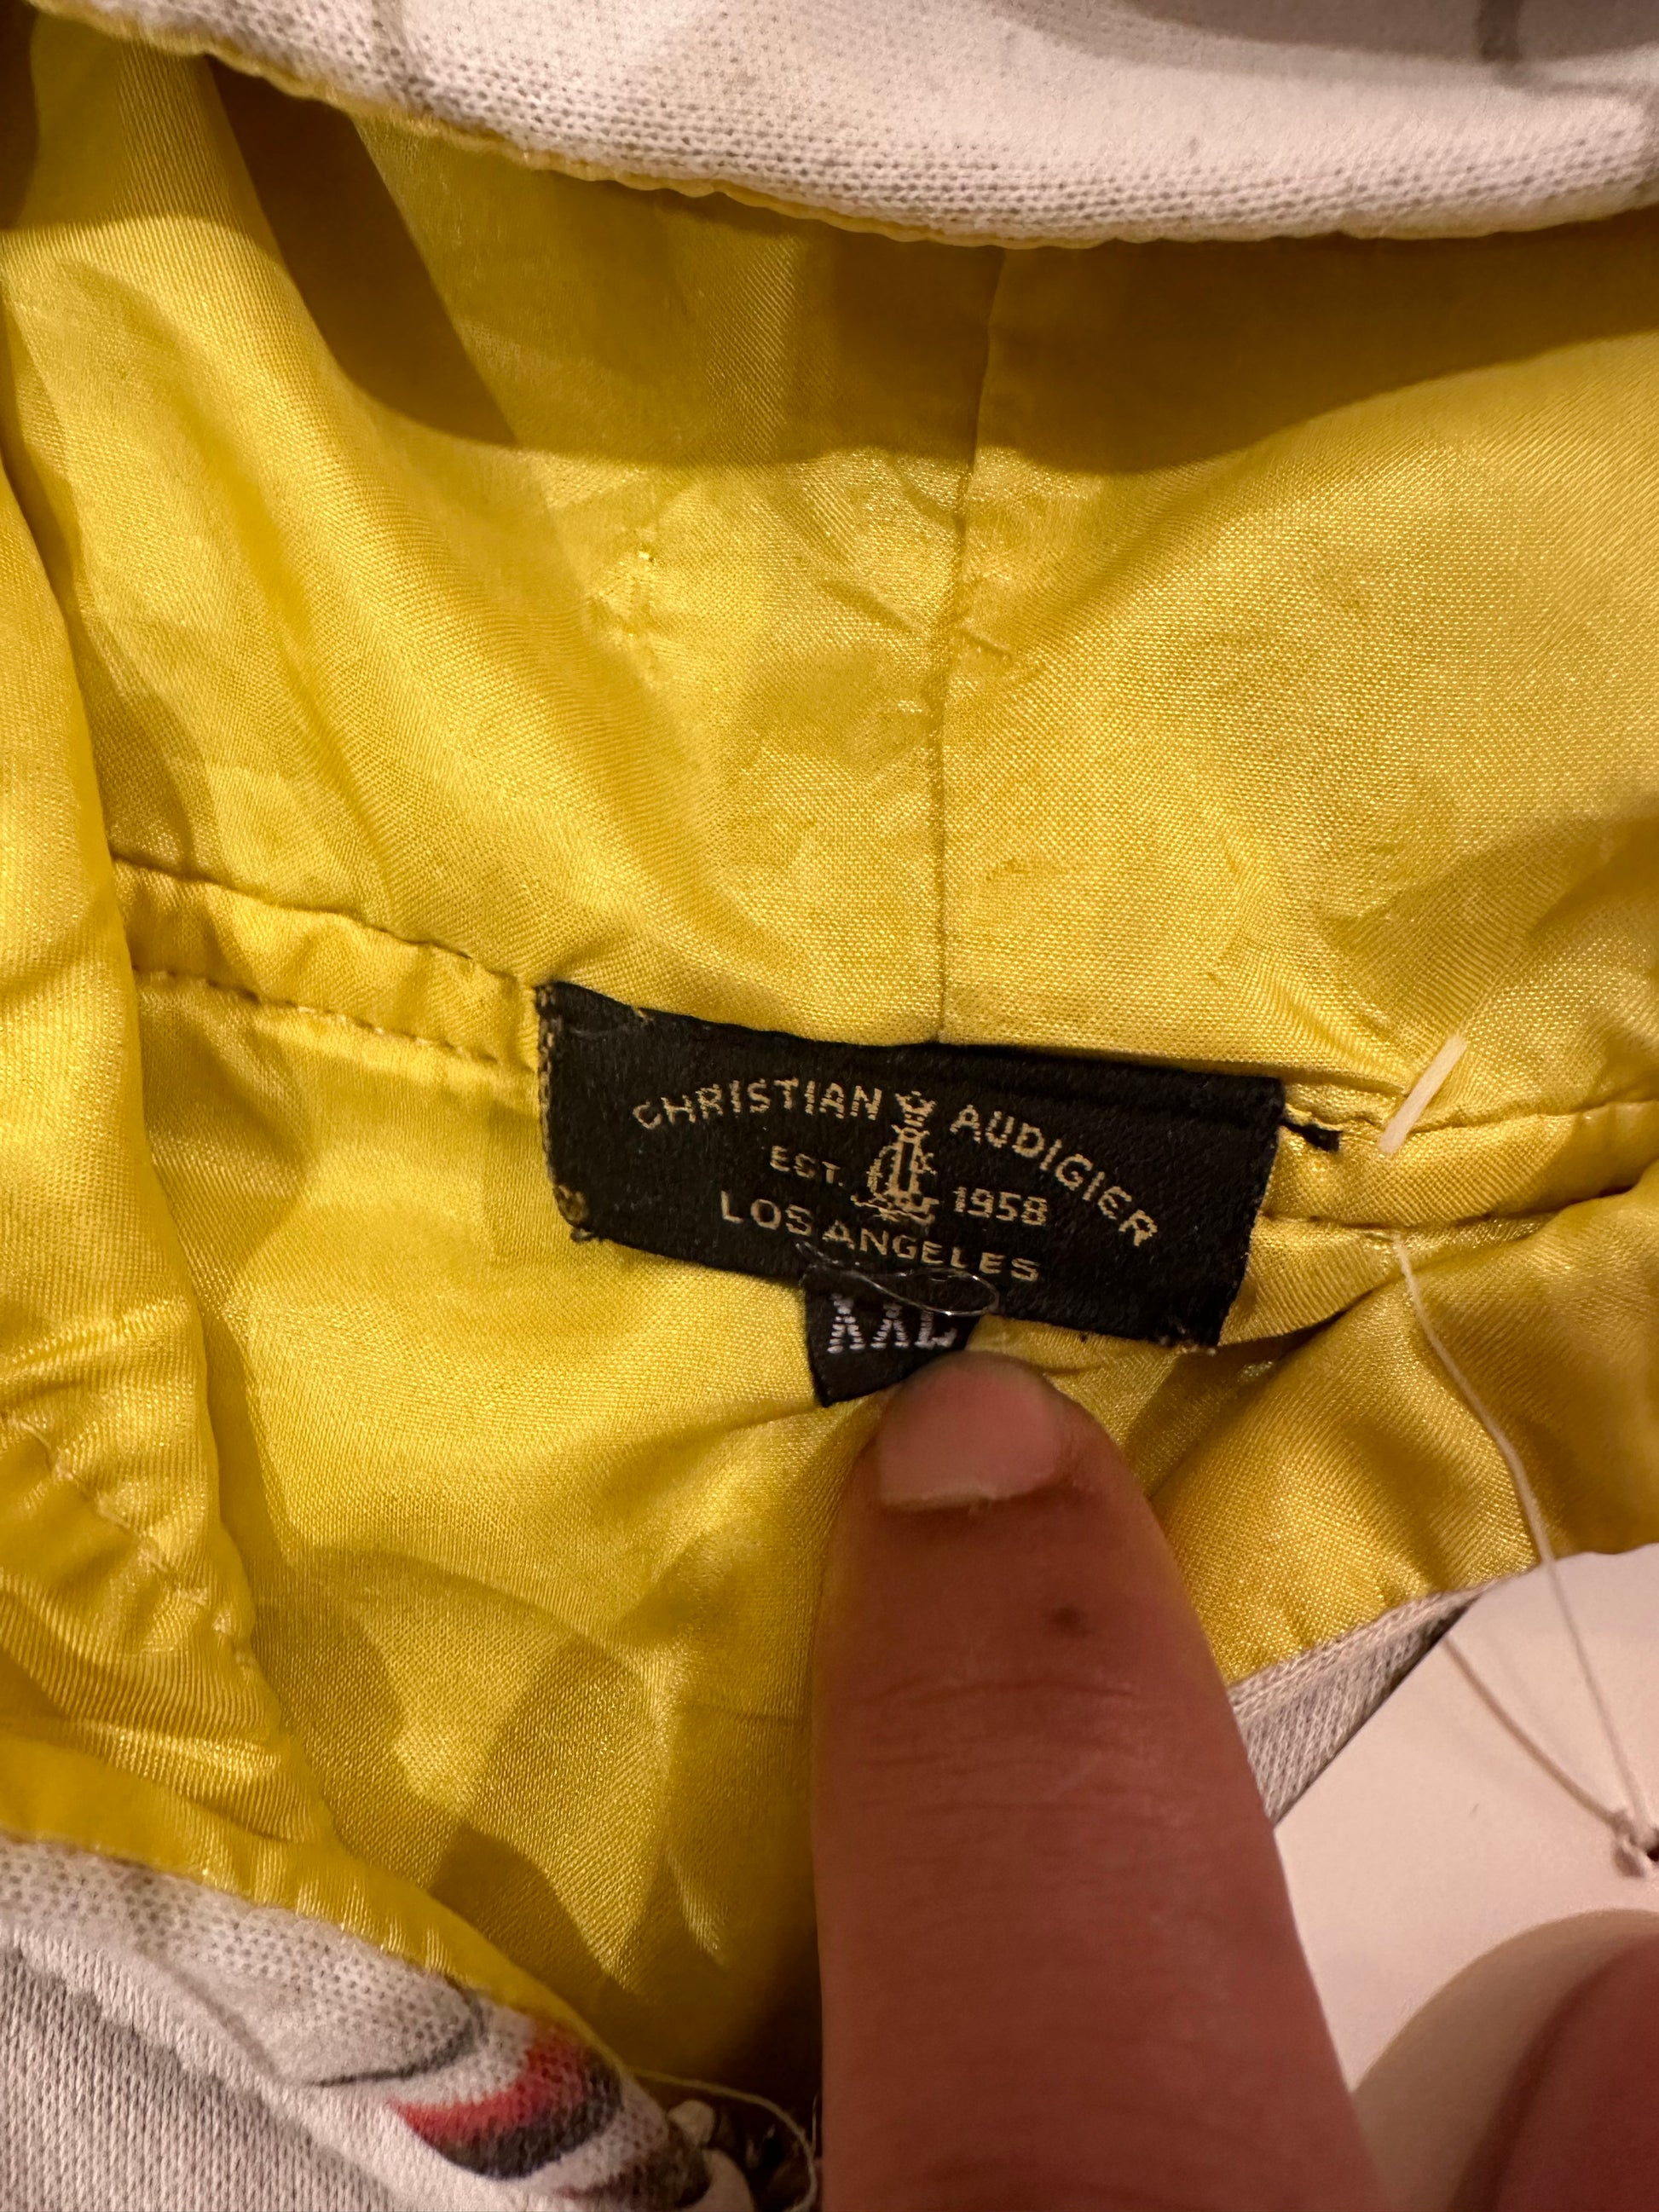 CHRISTIAN AUDIGIER
EST. 1958
LOS ANGELES
XXL